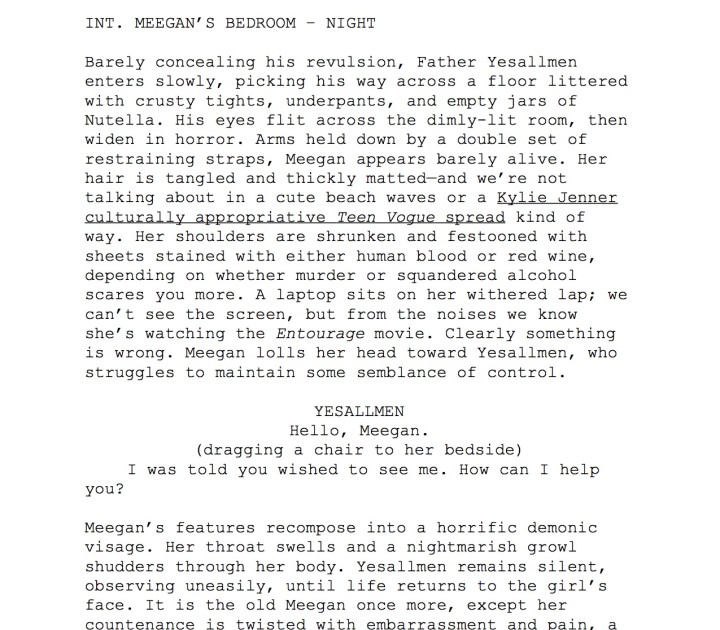 INT. MEEGAN’S BEDROOM – NIGHT
Barely concealing his revulsion, Father Yesallmen
enters slowly, picking his way across a floor littered
with crusty tights, underpants, and empty jars of
Nutella. His eyes flit across the dimly-lit room, then
widen in horror. Arms held down by a double set of
restraining straps, Meegan appears barely alive. Her
hair is tangled and thickly matted—and we’re not
talking about in a cute beach waves or a Kylie Jenner
culturally appropriative Teen Vogue spread kind of
way. Her shoulders are shrunken and festooned with
sheets stained with either human blood or red wine,
depending on whether murder or squandered alcohol
scares you more. A laptop sits on her withered lap; we
can’t see the screen, but from the noises we know
she’s watching the Entourage movie. Clearly something
is wrong. Meegan lolls her head toward Yesallmen, who
struggles to maintain some semblance of control.
YESALLMEN
Hello, Meegan.
(dragging a chair to her bedside)
I was told you wished to see me. How can I help
you?
Meegan’s features recompose into a horrific demonic
visage. Her throat swells and a nightmarish growl
shudders through her body. Yesallmen remains silent,
observing uneasily, until life returns to the girl’s
face. It is the old Meegan once more, except her
countenance is twisted with embarrassment and pain, a